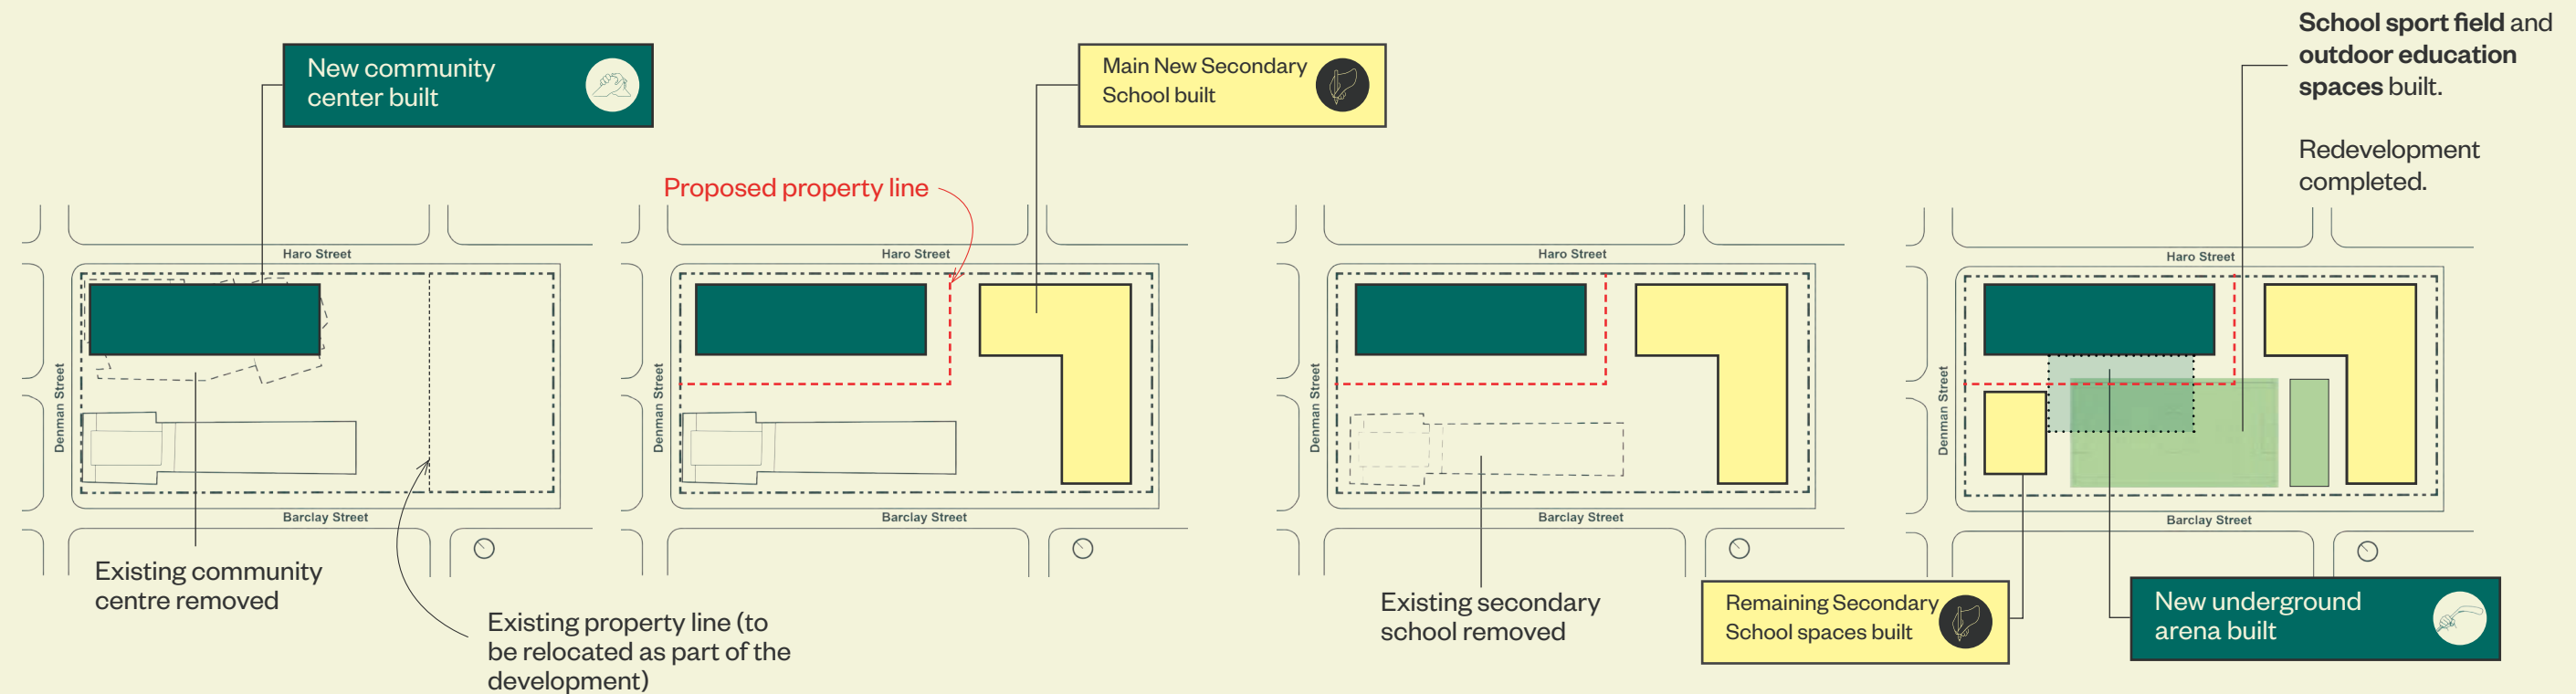 New community
center built
Haro Street
Denman Street
Barclay Street
Existing community
centre removed
Existing property line (to
be relocated as part of the
development)
Main New Secondary
School built
Proposed property line
Haro Street
Denman Street
Barclay Street
Haro Street
Denman Street
Barclay Street
Existing secondary
school removed
School sport field and
outdoor education
spaces built.
Redevelopment
completed.
Haro Street
Denman Street
Barclay Street
Remaining Secondary
School spaces built
New underground
arena built